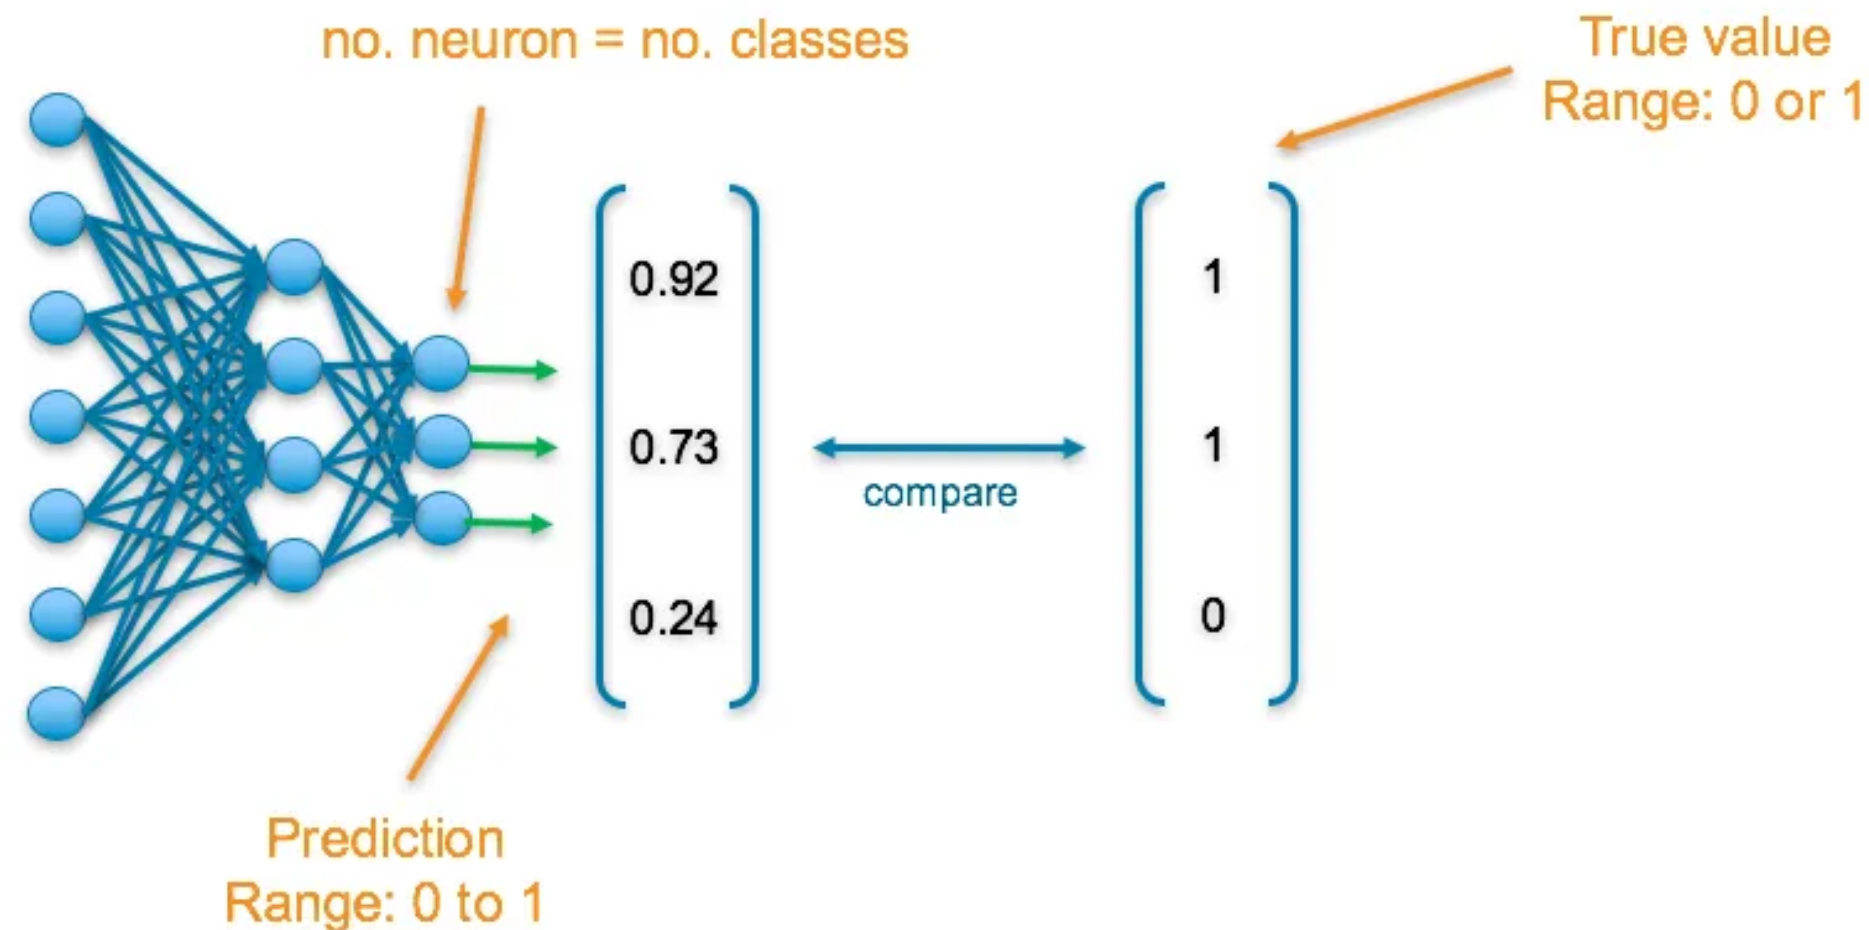 no. neuron = no. classes
True value
Range: 0 or 1
0.92
0.73
0.24
compare
1
1
0
Prediction
Range: 0 to 1